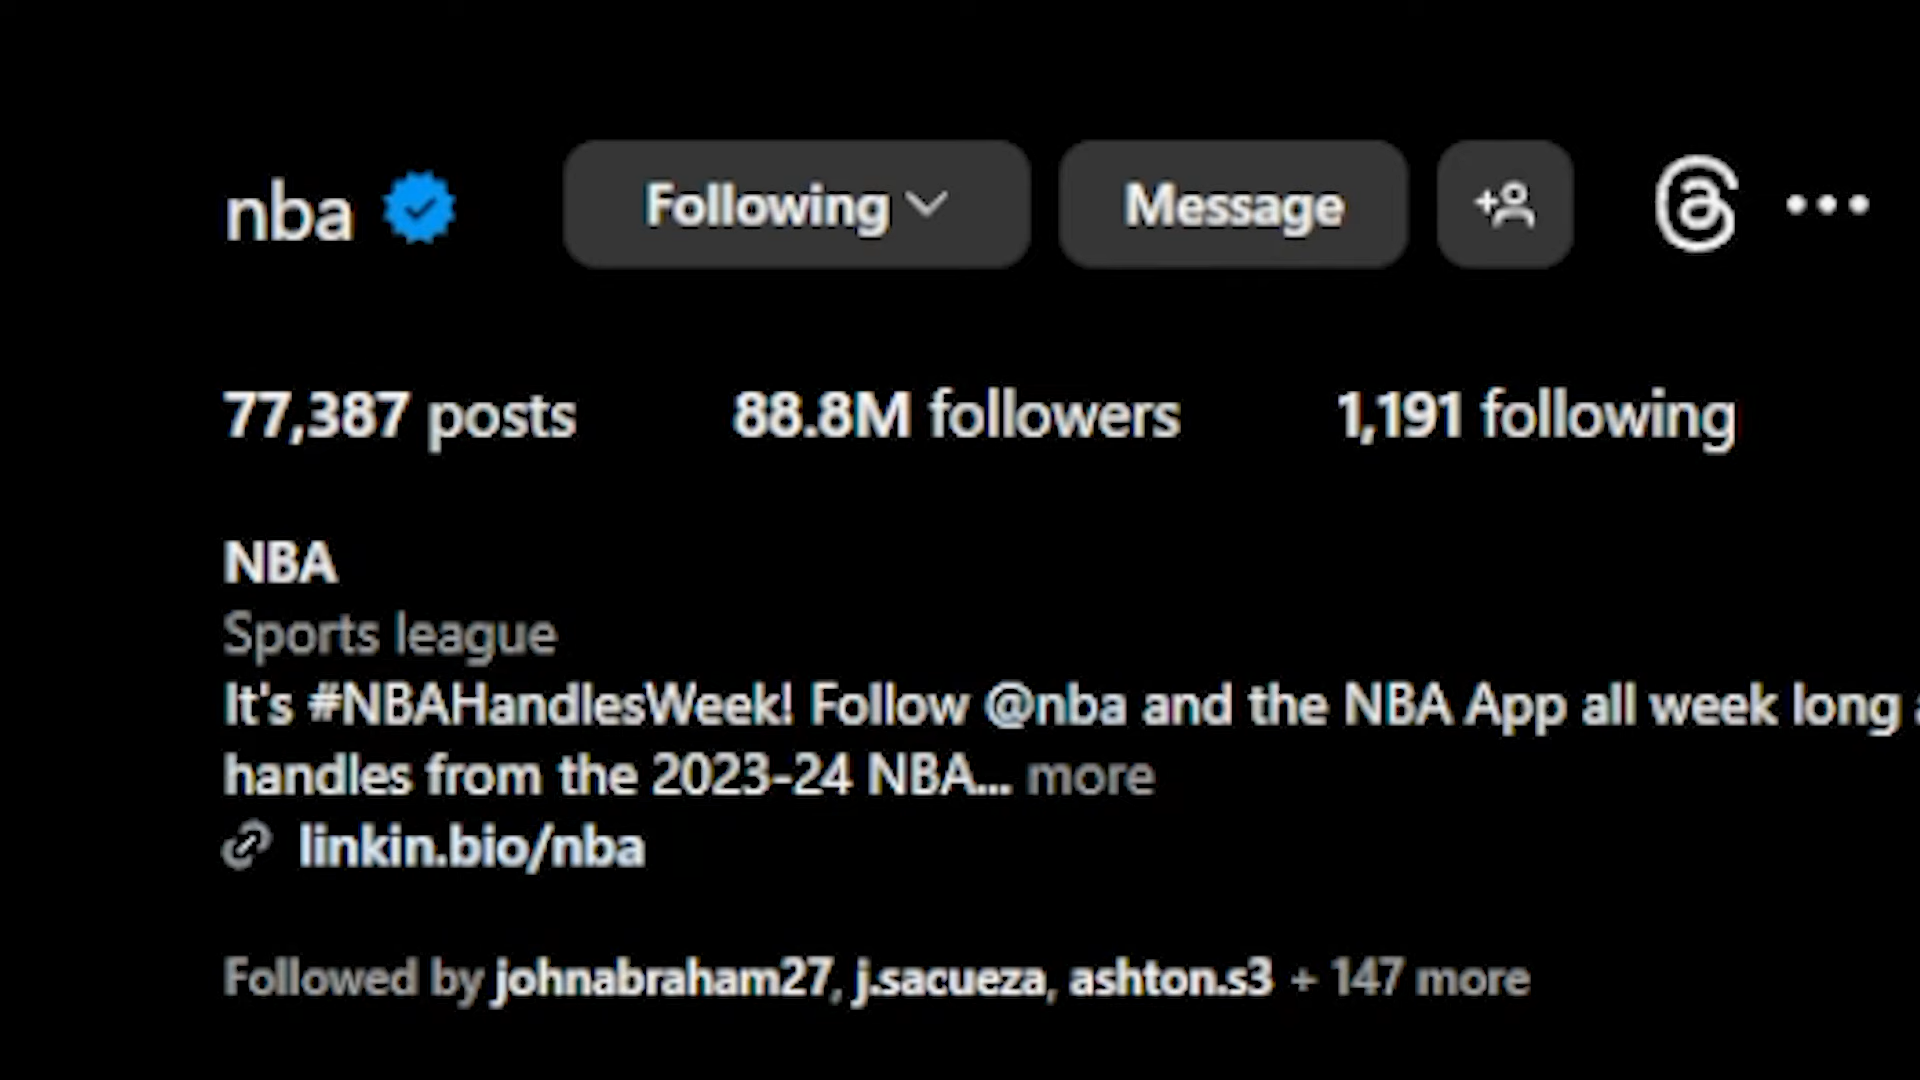 nba Following Message
77,387 posts 88.8M followers 1,191 following
NBA
Sports league
It's #NBAHandlesWeek! Follow @nba and the NBA App all week long
handles from the 2023-24 NBA... more
linkin.bio/nba
Followed by johnabraham27, j.sacueza, ashton.s3 + 147 more